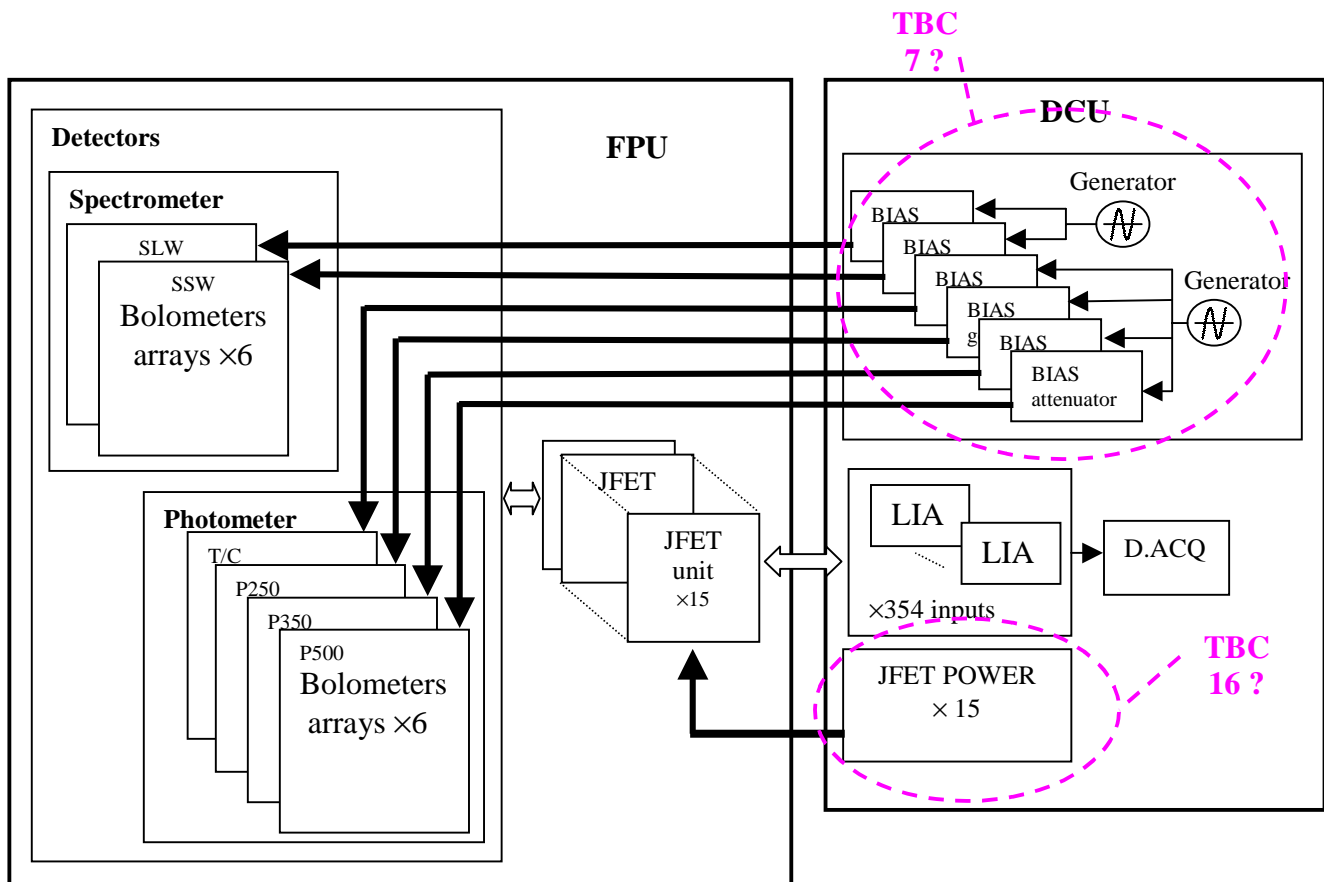 TBC
7 ?
FPU
DCU
Detectors
Spectrometer
SLW
SSW
Bolometers
arrays ×6
Photometer
T/C
P250
P350
P500
Bolometers
arrays ×6
JFET
JFET
unit
×15
BIAS
BIAS
BIAS
BIAS
g
BIAS
BIAS
attenuator
Generator
Generator
LIA
LIA
×354 inputs
D.ACQ
JFET POWER
× 15
TBC
16 ?